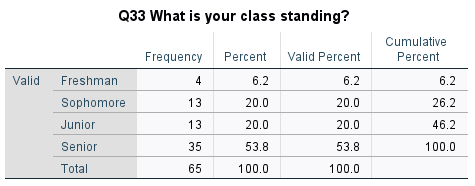 Q33 What is your class standing?
Frequency Percent Valid Percent Cumulative Percent
Valid Freshman 4 6.2 6.2 6.2
Sophomore 13 20.0 20.0 26.2
Junior 13 20.0 20.0 46.2
Senior 35 53.8 53.8 100.0
Total 65 100.0 100.0